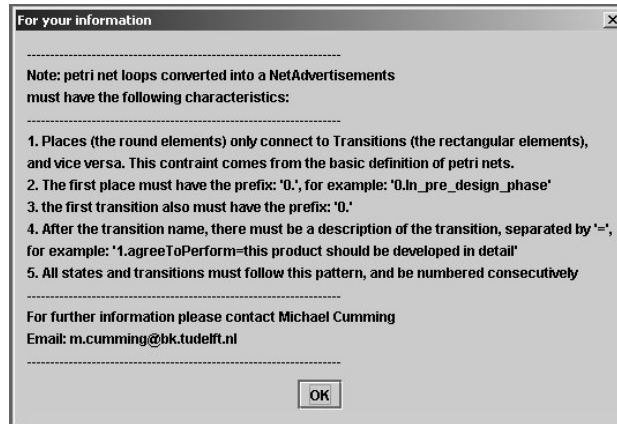 For your information
--------------------------------------------------------------------
Note: petri net loops converted into a NetAdvertisements
must have the following characteristics:
--------------------------------------------------------------------
1. Places (the round elements) only connect to Transitions (the rectangular elements),
and vice versa. This contraint comes from the basic definition of petri nets.
2. The first place must have the prefix: '0.', for example: '0.In_pre_design_phase'
3. the first transition also must have the prefix: '0.'
4. After the transition name, there must be a description of the transition, separated by '=',
for example: '1.agreeToPerform=this product should be developed in detail'
5. All states and transitions must follow this pattern, and be numbered consecutively
--------------------------------------------------------------------
For further information please contact Michael Cumming
Email: m.cumming@bk.tudelft.nl
--------------------------------------------------------------------
OK